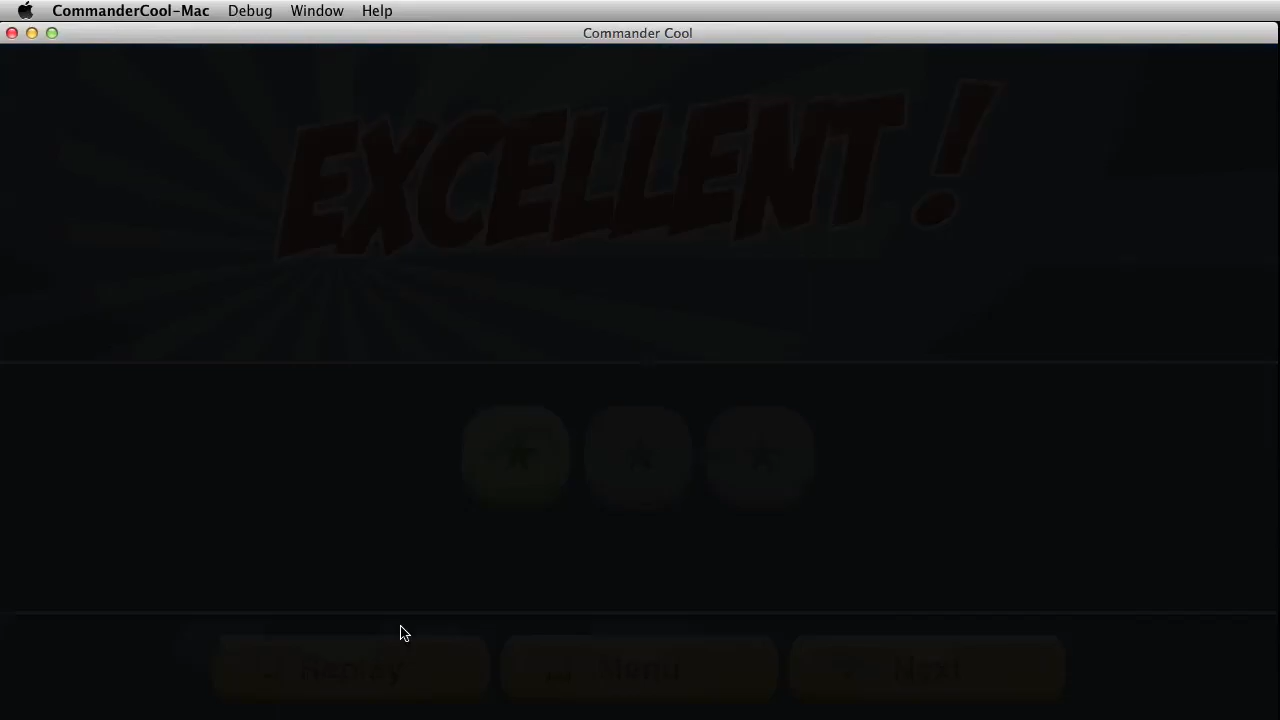 CommanderCool-Mac Debug Window Help
Commander Cool
EXCELLENT !
Replay Menu Next